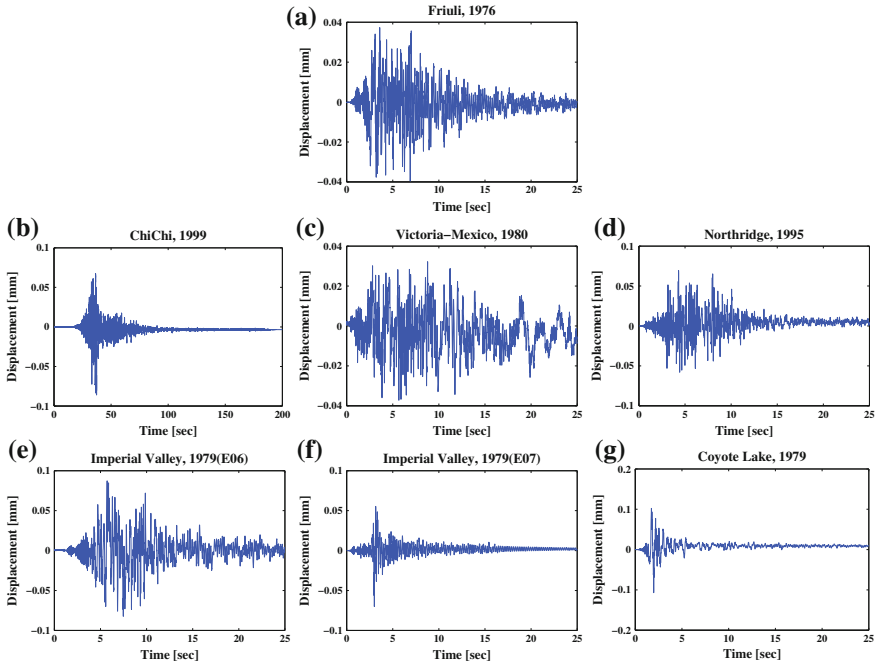 (a)
Friuli, 1976
Displacement [mm]
0.04
0.02
0
−0.02
0.04
0
5
10
15
20
25
Time [sec]
(b)
ChiChi, 1999
Displacement [mm]
0.1
0.05
0
−0.05
−0.1
0
50
100
150
200
Time [sec]
(c)
Victoria−Mexico, 1980
Displacement [mm]
0.04
0.02
0
−0.02
0.04
0
5
10
15
20
25
Time [sec]
(d)
Northridge, 1995
Displacement [mm]
0.1
0.05
0
−0.05
−0.1
0
5
10
15
20
25
Time [sec]
(e)
Imperial Valley, 1979(E06)
Displacement [mm]
0.1
0.05
0
−0.05
−0.1
0
5
10
15
20
25
Time [sec]
(f)
Imperial Valley, 1979(E07)
Displacement [mm]
0.1
0.05
0
−0.05
−0.1
0
5
10
15
20
25
Time [sec]
(g)
Coyote Lake, 1979
Displacement [mm]
0.2
0.1
0
−0.1
−0.2
0
5
10
15
20
25
Time [sec]